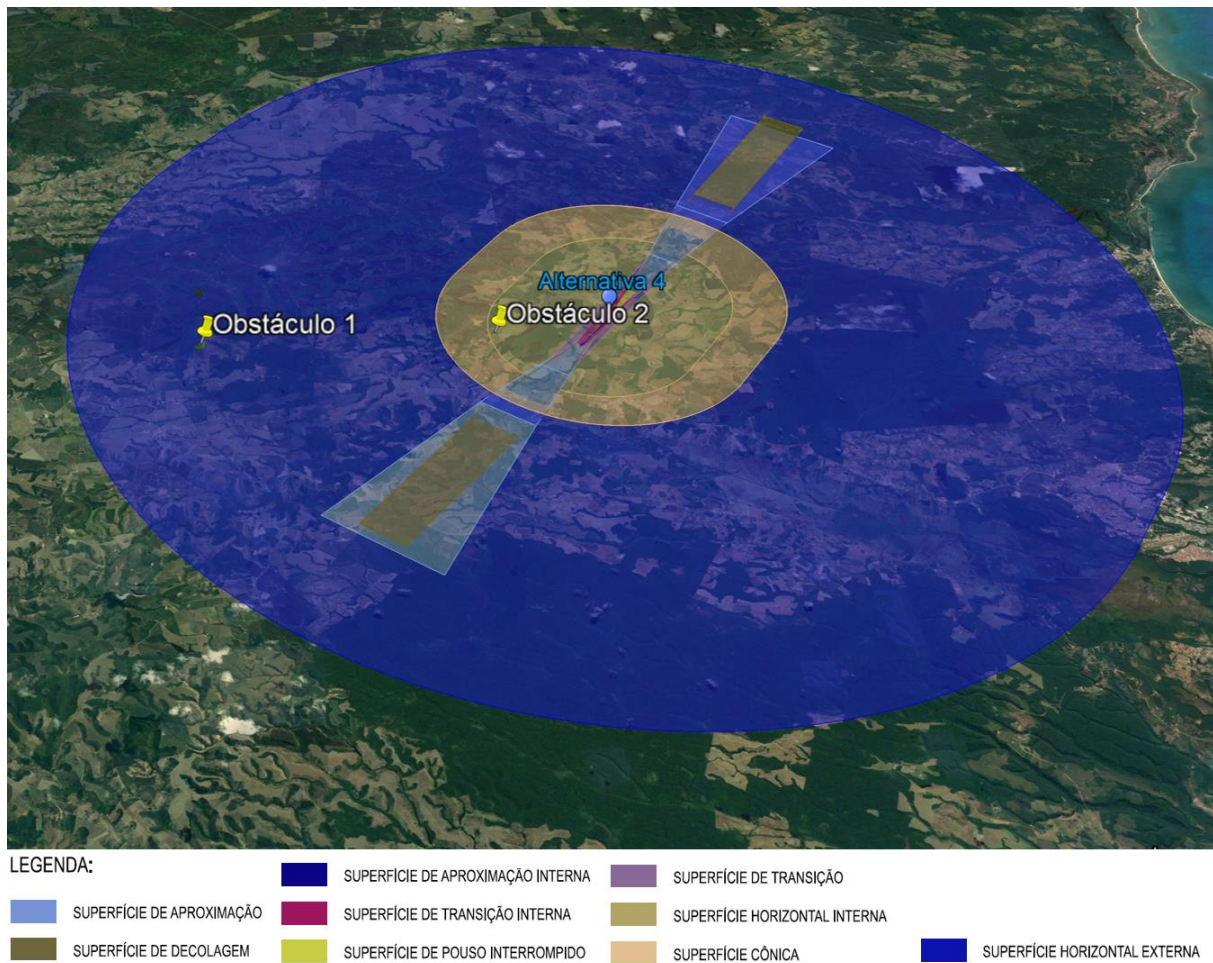 Alternativa 4
Obstáculo 1
Obstáculo 2
LEGENDA:
SUPERFÍCIE DE APROXIMAÇÃO
SUPERFÍCIE DE DECOLAGEM
SUPERFÍCIE DE APROXIMAÇÃO INTERNA
SUPERFÍCIE DE TRANSIÇÃO INTERNA
SUPERFÍCIE DE POUSO INTERROMPIDO
SUPERFÍCIE DE TRANSIÇÃO
SUPERFÍCIE HORIZONTAL INTERNA
SUPERFÍCIE CÔNICA
SUPERFÍCIE HORIZONTAL EXTERNA